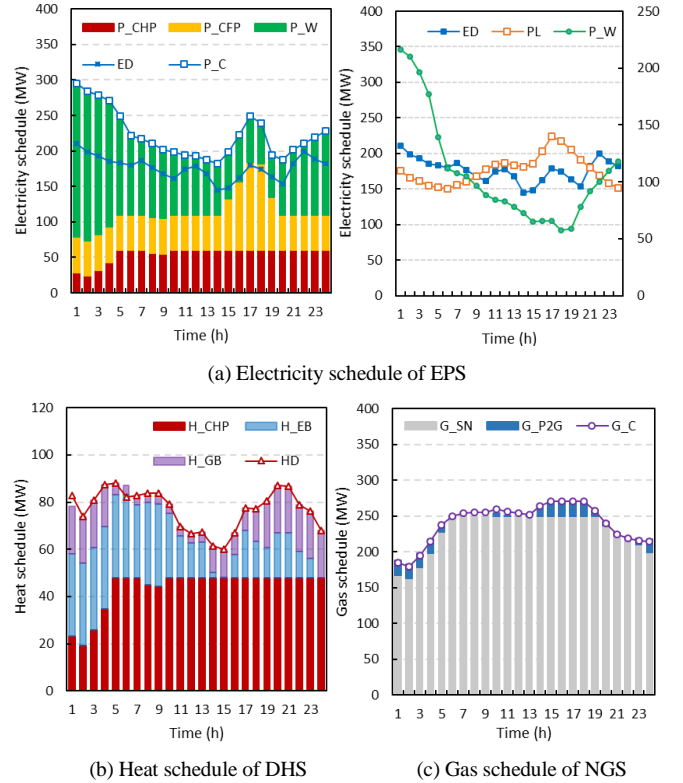 400
350
300
250
200
150
100
50
0
Electricity schedule (MW)
P_CHP P_CFP P_W
ED P_C
1 3 5 7 9 11 13 15 17 19 21 23
Time (h)
400
350
300
250
200
150
100
50
0
Electricity schedule (MW)
ED PL P_W
250
200
150
100
50
0
1 3 5 7 9 11 13 15 17 19 21 23
Time (h)
(a) Electricity schedule of EPS
120
100
80
60
40
20
0
Heat schedule (MW)
H_CHP H_EB
H_GB HD
1 3 5 7 9 11 13 15 17 19 21 23
Time (h)
400
350
300
250
200
150
100
50
0
Gas schedule (MW)
G_SN G_P2G G_C
1 3 5 7 9 11 13 15 17 19 21 23
Time (h)
(b) Heat schedule of DHS
(c) Gas schedule of NGS